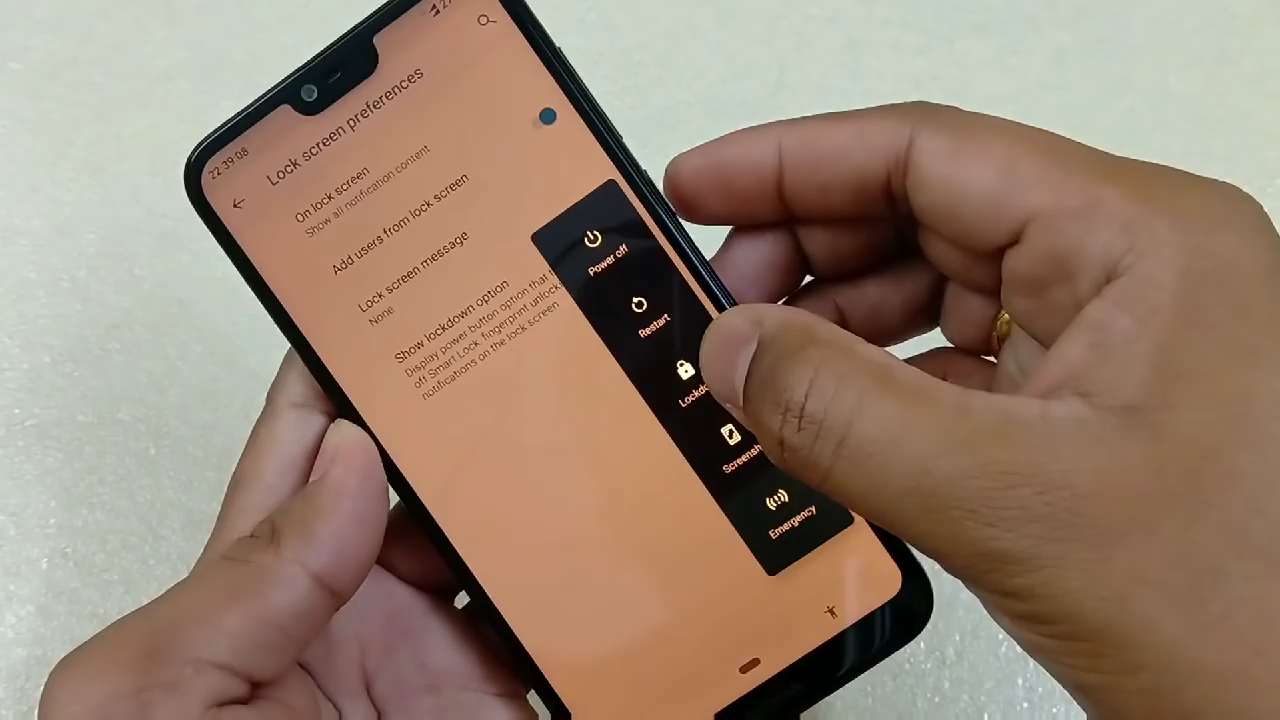 22:39:08
Lock screen preferences
On lock screen
Show all notification content
Add users from lock screen
Lock screen message
None
Show lockdown option
Display power button option that
off Smart Lock, fingerprint unlock
notifications on the lock screen
Power off
Restart
Lockdo
Screensh
Emergency